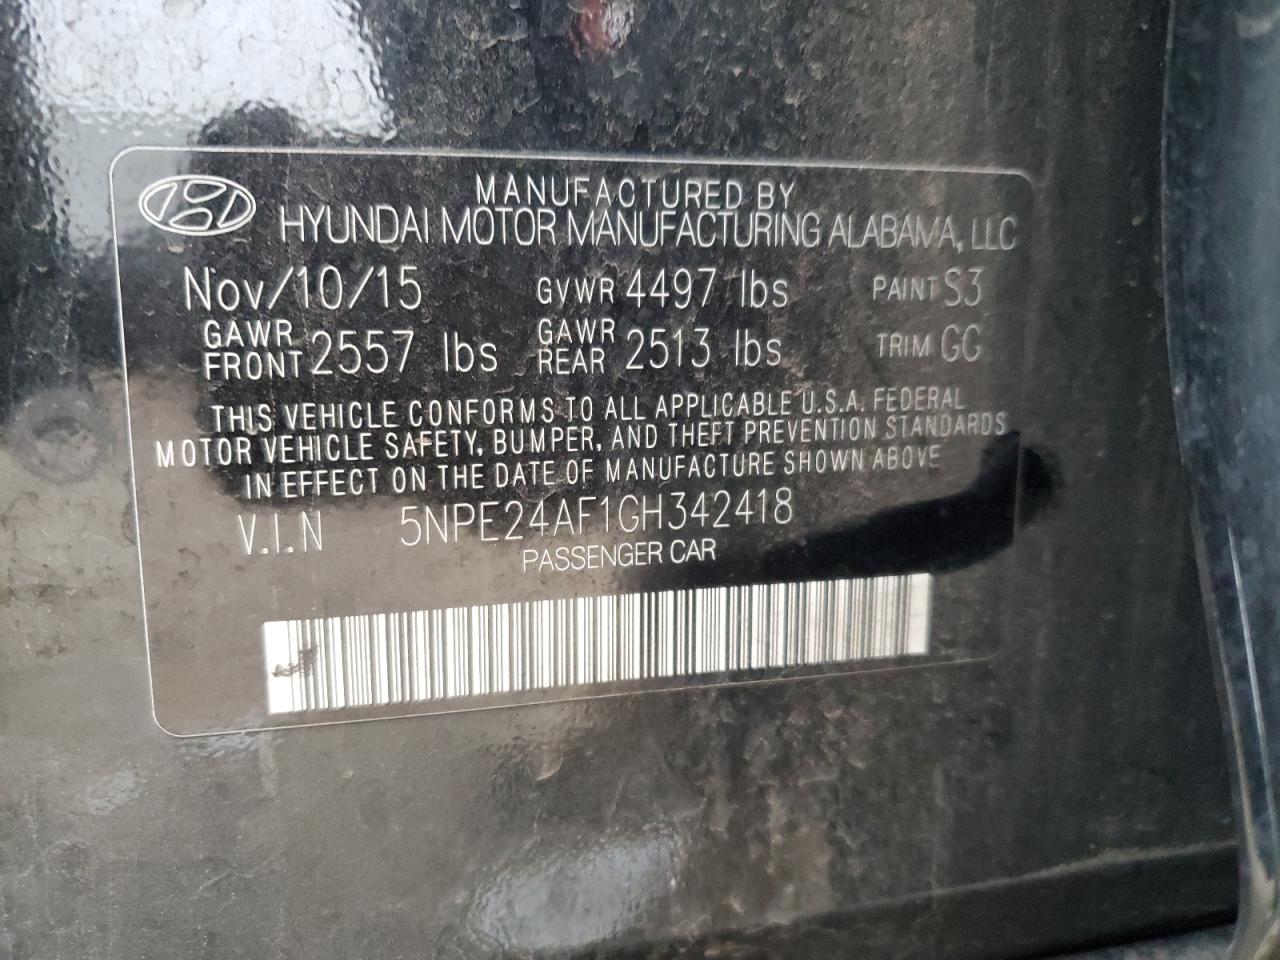 MANUFACTURED BY
HYUNDAI MOTOR MANUFACTURING ALABAMA, LLC
Nov/10/15 GVWR 4497 lbs PAINT S3
GAWR FRONT 2557 lbs GAWR REAR 2513 lbs TRIM GG
THIS VEHICLE CONFORMS TO ALL APPLICABLE U.S.A. FEDERAL
MOTOR VEHICLE SAFETY, BUMPER, AND THEFT PREVENTION STANDARDS
IN EFFECT ON THE DATE OF MANUFACTURE SHOWN ABOVE
V.I.N 5NPE24AF1GH342418
PASSENGER CAR